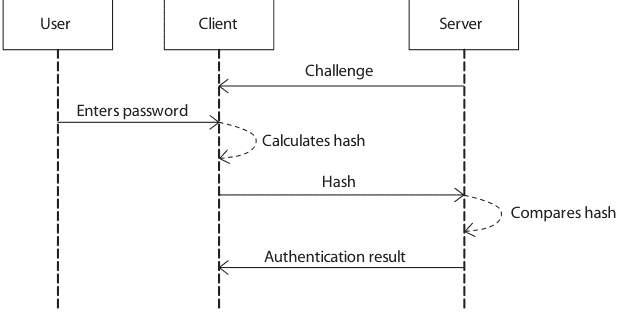 User
Client
Server
Challenge
Enters password
Calculates hash
Hash
Compares hash
Authentication result